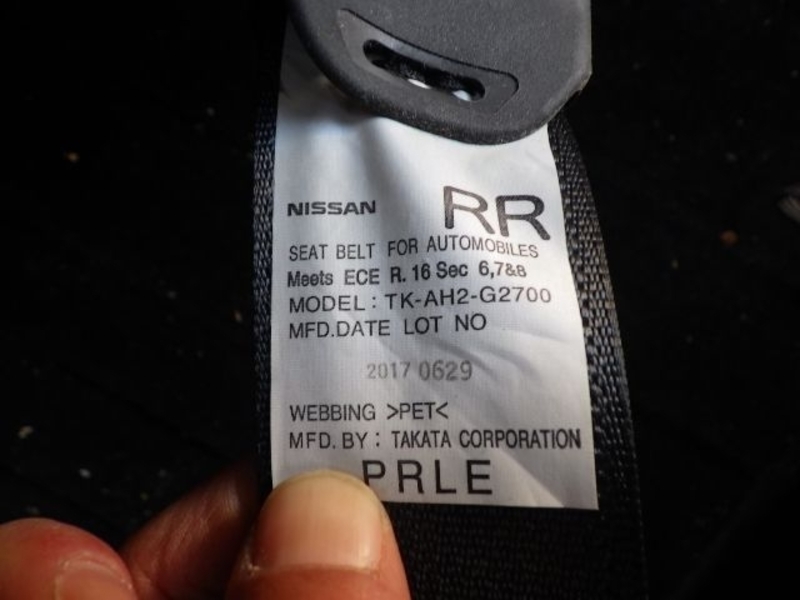 NISSAN RR
SEAT BELT FOR AUTOMOBILES
Meets ECE R. 16 Sec 6,7&8
MODEL : TK-AH2-G2700
MFD.DATE LOT NO
2017 0629
WEBBING >PET<
MFD. BY : TAKATA CORPORATION
PRLE